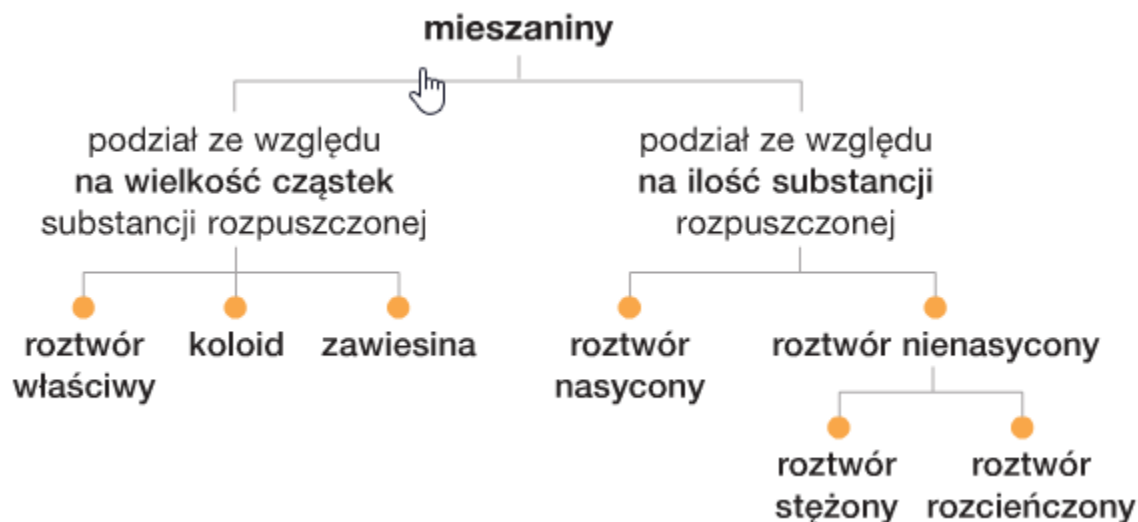 mieszaniny
podział ze względu
na wielkość cząstek
substancji rozpuszczonej
podział ze względu
na ilość substancji
rozpuszczonej
roztwór
właściwy
koloid
zawiesina
roztwór
nasycony
roztwór nienasycony
roztwór
stężony
roztwór
rozcieńczony